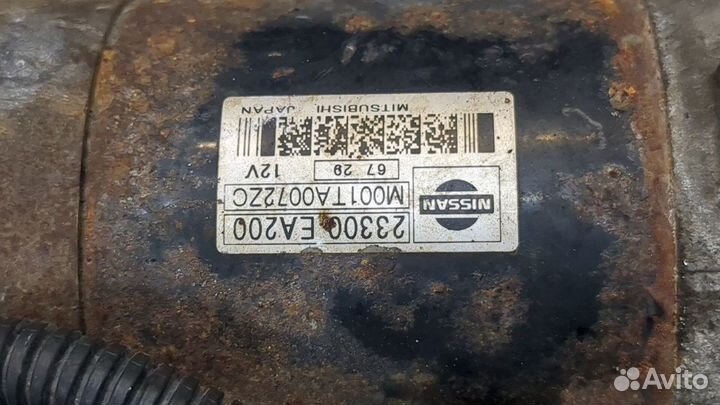 NISSAN
23300 EA200
M001TA0072ZC
67 29
12V
MITSUBISHI JAPAN
Avito